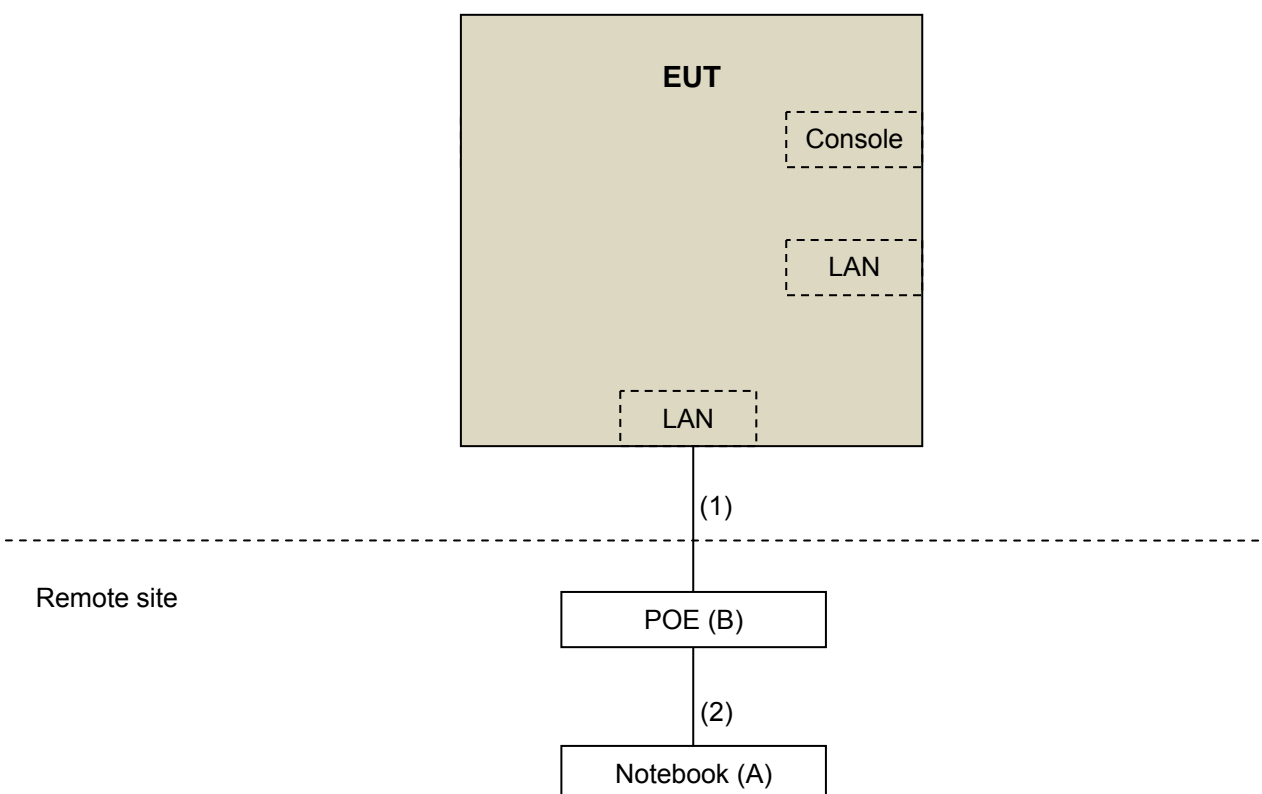 EUT
Console
LAN
LAN
(1)
Remote site
POE (B)
(2)
Notebook (A)